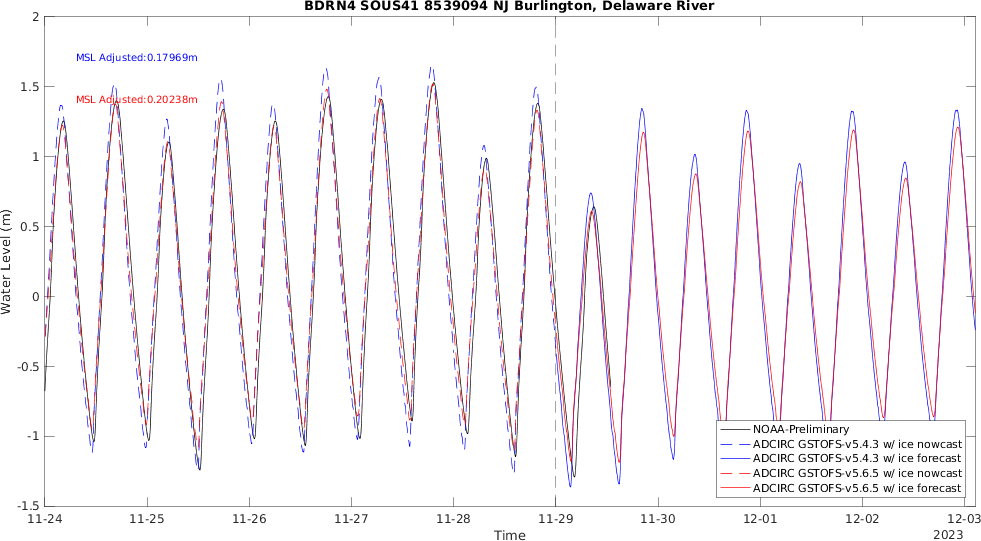 BDRN4 SOUS41 8539094 NJ Burlington, Delaware River
2
1.5
1
0.5
0
-0.5
-1
-1.5
Water Level (m)
MSL Adjusted:0.17969m
MSL Adjusted:0.20238m
NOAA-Preliminary
ADCIRC GSTOFS-v5.4.3 w/ ice nowcast
ADCIRC GSTOFS-v5.4.3 w/ ice forecast
ADCIRC GSTOFS-v5.6.5 w/ ice nowcast
ADCIRC GSTOFS-v5.6.5 w/ ice forecast
11-24 11-25 11-26 11-27 11-28 11-29 11-30 12-01 12-02 12-03
Time
2023